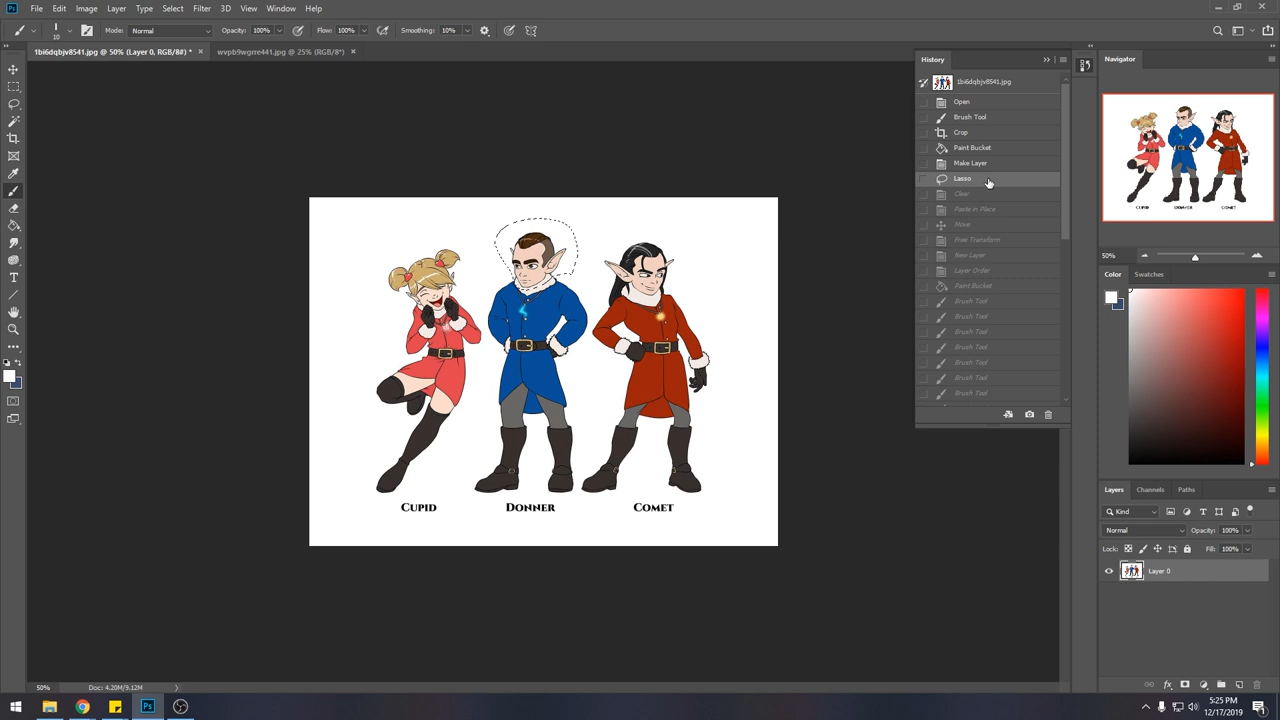 Ps File Edit Image Layer Type Select Filter 3D View Window Help
10 Mode: Normal Opacity: 100% Flow: 100% Smoothing: 10%
1bi6dqbjv8541.jpg @ 50% (Layer 0, RGB/8#) * × wvpb9wgrre441.jpg @ 25% (RGB/8*) ×
History
1bi6dqbjv8541.jpg
Open
Brush Tool
Crop
Paint Bucket
Make Layer
Lasso
Clear
Paste in Place
Move
Free Transform
New Layer
Layer Order
Paint Bucket
Brush Tool
Brush Tool
Brush Tool
Brush Tool
Brush Tool
Brush Tool
Brush Tool
Navigator
50%
Color Swatches
Layers Channels Paths
Kind
Normal Opacity: 100%
Lock: Fill: 100%
Layer 0
Cupid Donner Comet
50% Doc: 4.20M/9.12M
Ps
5:25 PM
12/17/2019